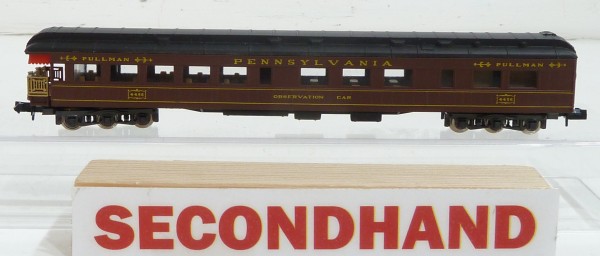 PULLMAN PENNSYLVANIA PULLMAN
OBSERVATION CAR
SECONDHAND